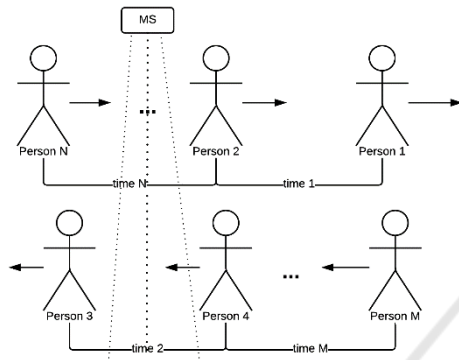 MS
...
Person N
Person 2
Person 1
time N
time 1
...
Person 3
Person 4
Person M
time 2
time M